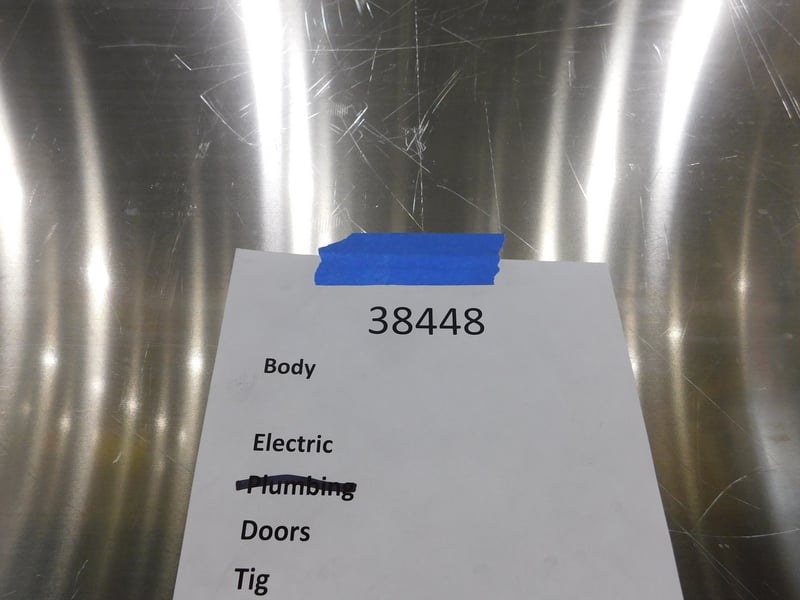 38448
Body
Electric
Plumbing
Doors
Tig